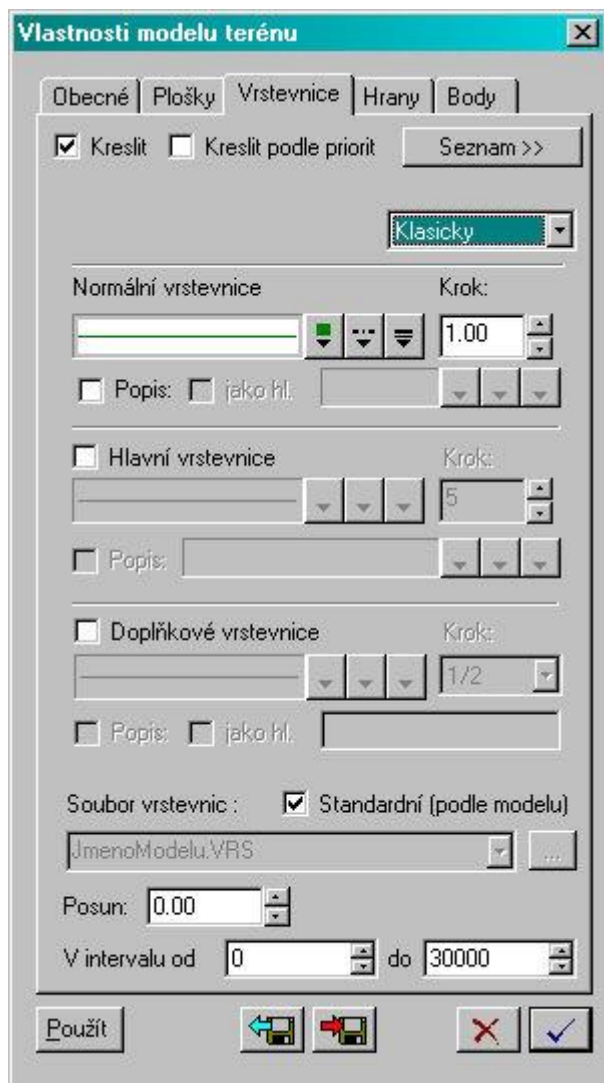 Vlastnosti modelu terénu
Obecné Plošky Vrstevnice Hrany Body
Kreslit Kreslit podle priorit Seznam >>
Klasicky
Normální vrstevnice Krok:
1.00
Popis: jako hl.
Hlavní vrstevnice Krok:
5
Popis:
Doplňkové vrstevnice Krok:
1/2
Popis: jako hl.
Soubor vrstevnic : Standardní (podle modelu)
JmenoModelu.VRS ...
Posun: 0.00
V intervalu od 0 do 30000
Použít